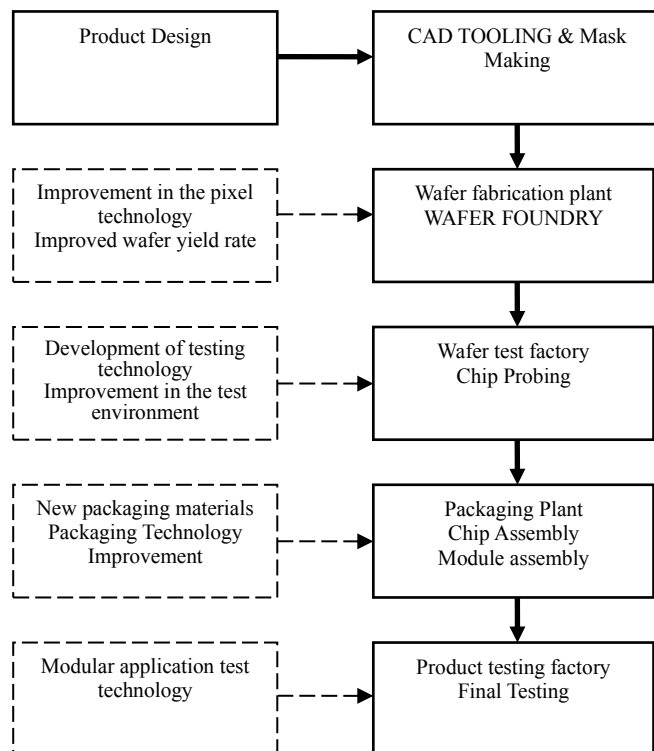 Product Design
CAD TOOLING & Mask
Making
Improvement in the pixel
technology
Improved wafer yield rate
Wafer fabrication plant
WAFER FOUNDRY
Development of testing
technology
Improvement in the test
environment
Wafer test factory
Chip Probing
New packaging materials
Packaging Technology
Improvement
Packaging Plant
Chip Assembly
Module assembly
Modular application test
technology
Product testing factory
Final Testing